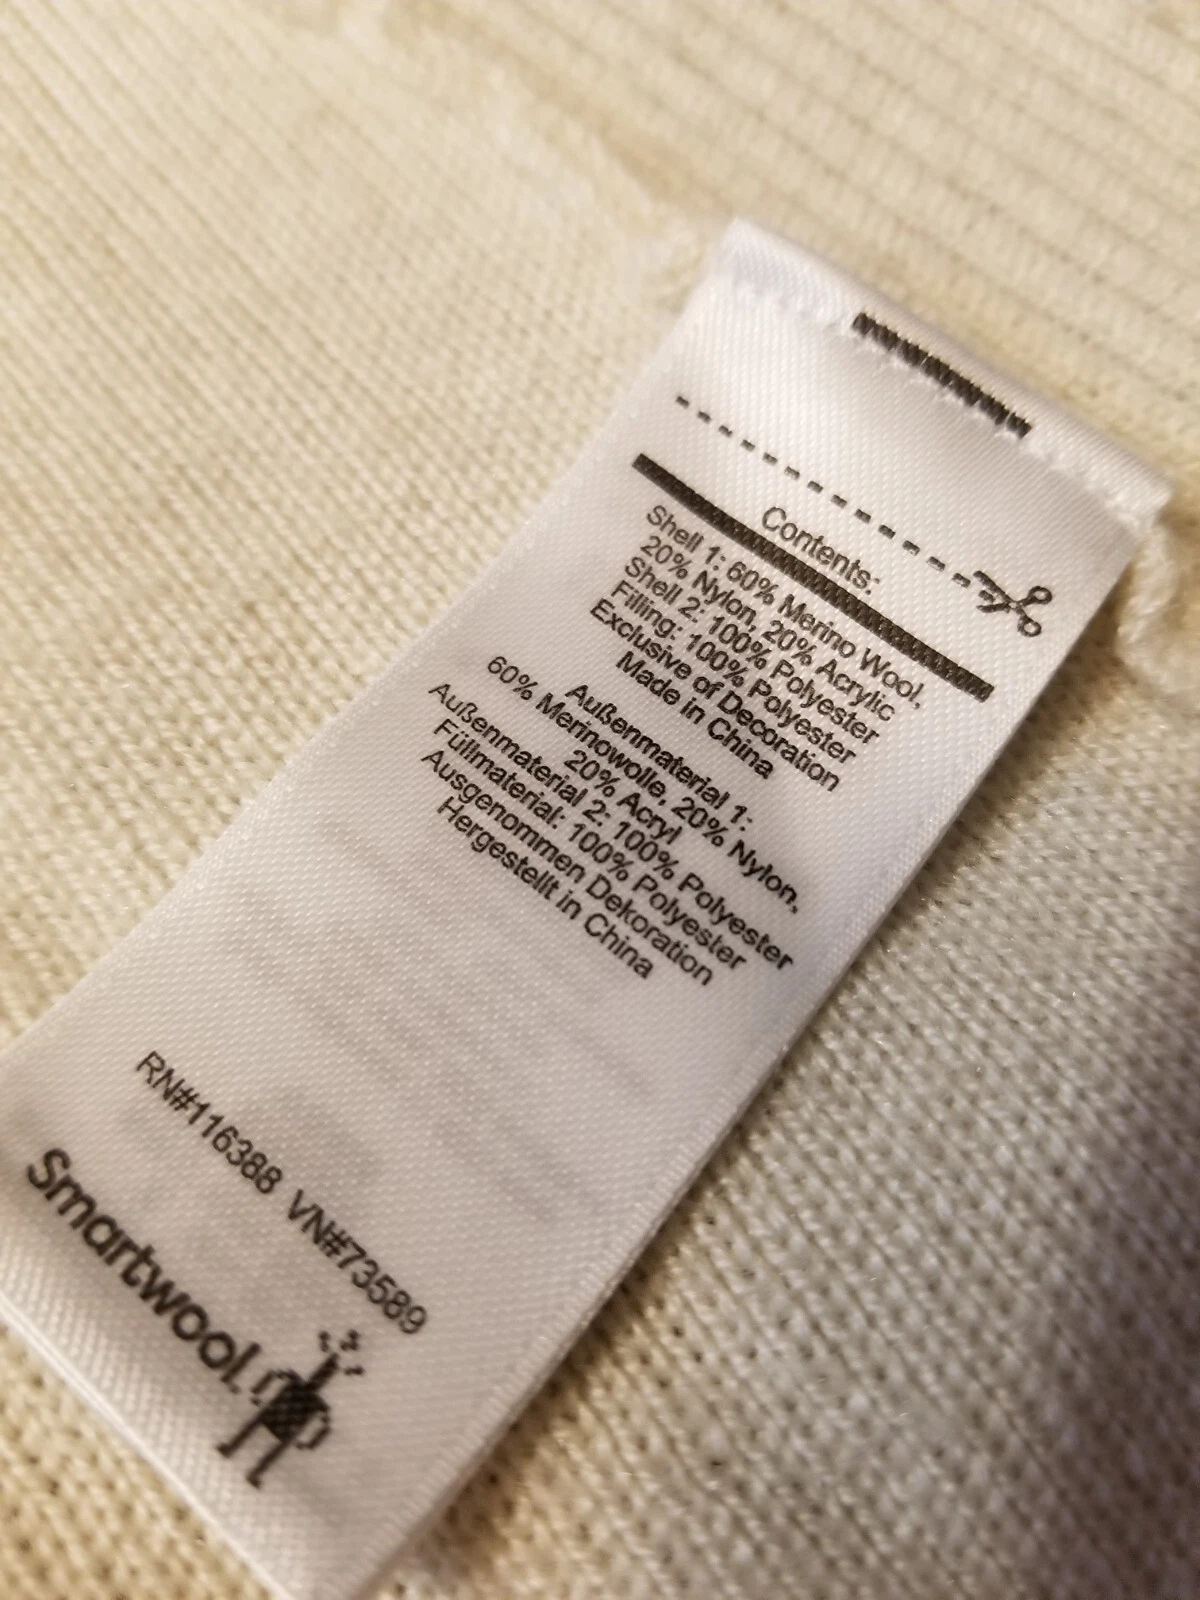 Contents:
Shell 1: 60% Merino Wool,
20% Nylon, 20% Acrylic
Shell 2: 100% Polyester
Filling: 100% Polyester
Exclusive of Decoration
Made in China
Außenmaterial 1:
60% Merinowolle, 20% Nylon,
20% Acryl
Außenmaterial 2: 100% Polyester
Füllmaterial: 100% Polyester
Ausgenommen Dekoration
Hergestellt in China
RN#116388 VN#73589
Smartwool.